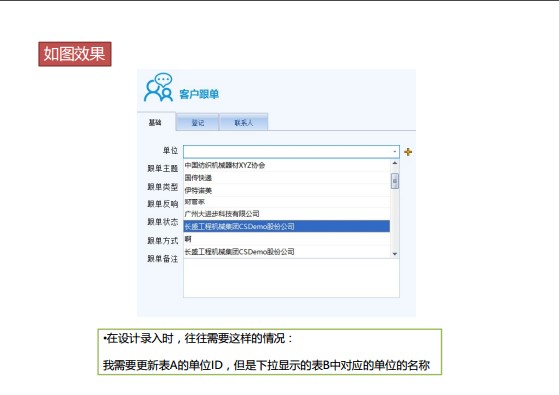 如图效果
客户跟单
基础 登记 联系人
单位
跟单主题
中国纺织机械器材XYZ协会
国传快通
跟单类型
伊特诺美
跟单反响
财管家
广州大进步科技有限公司
跟单状态
长盛工程机械集团CSDemo股份公司
跟单方式
啊
跟单备注
长盛工程机械集团CSDemo股份公司
•在设计录入时，往往需要这样的情况：
我需要更新表A的单位ID，但是下拉显示的表B中对应的单位的名称